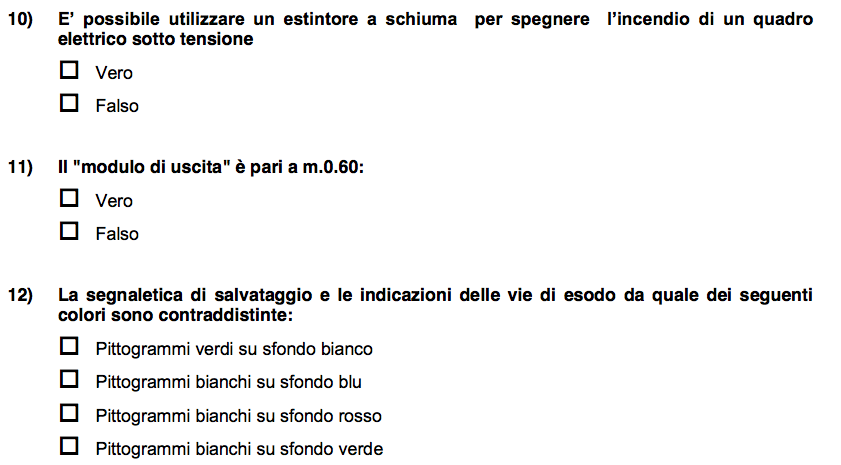 10) E' possibile utilizzare un estintore a schiuma per spegnere l'incendio di un quadro
elettrico sotto tensione
Vero
Falso
11) Il "modulo di uscita" è pari a m.0.60:
Vero
Falso
12) La segnaletica di salvataggio e le indicazioni delle vie di esodo da quale dei seguenti
colori sono contraddistinte:
Pittogrammi verdi su sfondo bianco
Pittogrammi bianchi su sfondo blu
Pittogrammi bianchi su sfondo rosso
Pittogrammi bianchi su sfondo verde